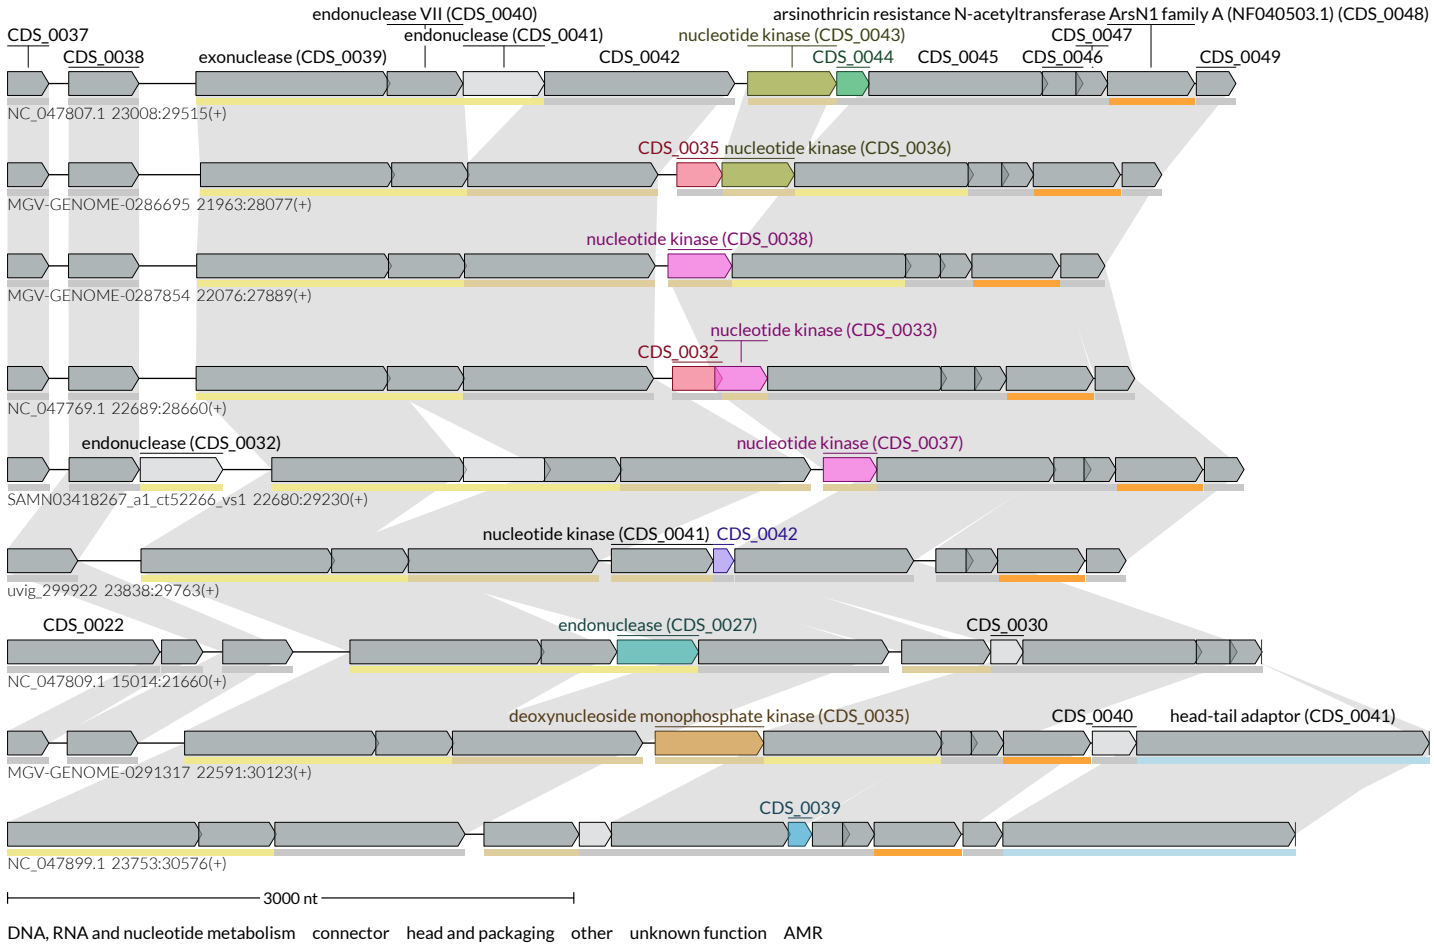 endonuclease VII (CDS_0040)
arsinothricin resistance N-acetyltransferase ArsN1 family A (NF040503.1) (CDS_0048)
CDS_0037
endonuclease (CDS_0041)
nucleotide kinase (CDS_0043)
CDS_0047
CDS_0038
exonuclease (CDS_0039)
CDS_0042
CDS_0044
CDS_0045
CDS_0046
CDS_0049
NC_047807.1 23008:29515(+)
CDS_0035
nucleotide kinase (CDS_0036)
MGV-GENOME-0286695 21963:28077(+)
nucleotide kinase (CDS_0038)
MGV-GENOME-0287854 22076:27889(+)
nucleotide kinase (CDS_0033)
CDS_0032
NC_047769.1 22689:28660(+)
endonuclease (CDS_0032)
nucleotide kinase (CDS_0037)
SAMN03418267_a1_ct52266_vs1 22680:29230(+)
nucleotide kinase (CDS_0041)
CDS_0042
uvig_299922 23838:29763(+)
CDS_0022
endonuclease (CDS_0027)
CDS_0030
NC_047809.1 15014:21660(+)
deoxynucleoside monophosphate kinase (CDS_0035)
CDS_0040
head-tail adaptor (CDS_0041)
MGV-GENOME-0291317 22591:30123(+)
CDS_0039
NC_047899.1 23753:30576(+)
3000 nt
DNA, RNA and nucleotide metabolism connector head and packaging other unknown function AMR